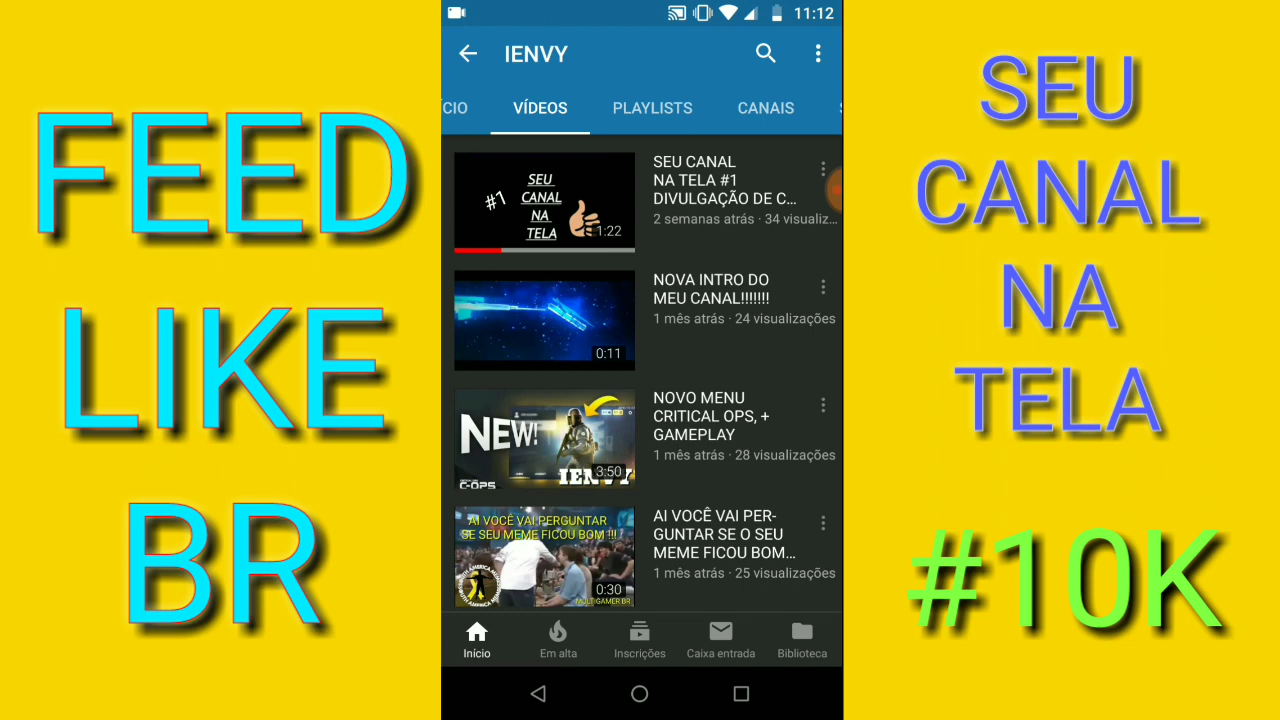 FEED
LIKE
BR
11:12
IENVY
ÍCIO
VÍDEOS
PLAYLISTS
CANAIS
#1
SEU
CANAL
NA
TELA
1:22
SEU CANAL
NA TELA #1
DIVULGAÇÃO DE C...
2 semanas atrás · 34 visualiz...
0:11
NOVA INTRO DO
MEU CANAL!!!!!!!
1 mês atrás · 24 visualizações
NEW!
3:50
IENVY
C-OPS
NOVO MENU
CRITICAL OPS, +
GAMEPLAY
1 mês atrás · 28 visualizações
AI VOCÊ VAI PERGUNTAR
SE SEU MEME FICOU BOM !!!
0:30
MULTIGAMER BR
AI VOCÊ VAI PER-
GUNTAR SE O SEU
MEME FICOU BOM...
1 mês atrás · 25 visualizações
Início
Em alta
Inscrições
Caixa entrada
Biblioteca
SEU
CANAL
NA
TELA
#10K